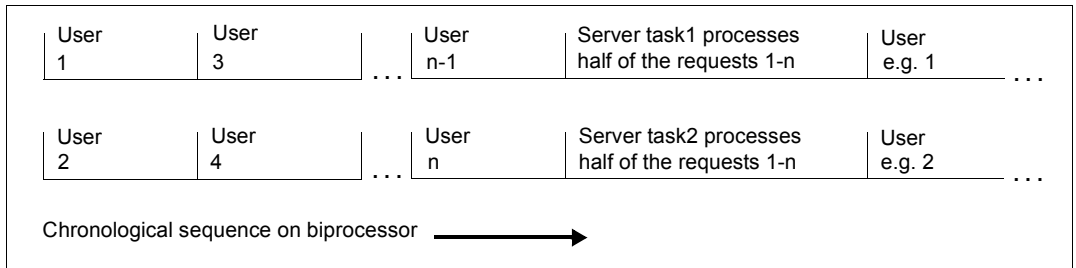 User User User Server task1 processes User
1 3 ... n-1 half of the requests 1-n e.g. 1 ...
User User User Server task2 processes User
2 4 ... n half of the requests 1-n e.g. 2 ...
Chronological sequence on biprocessor